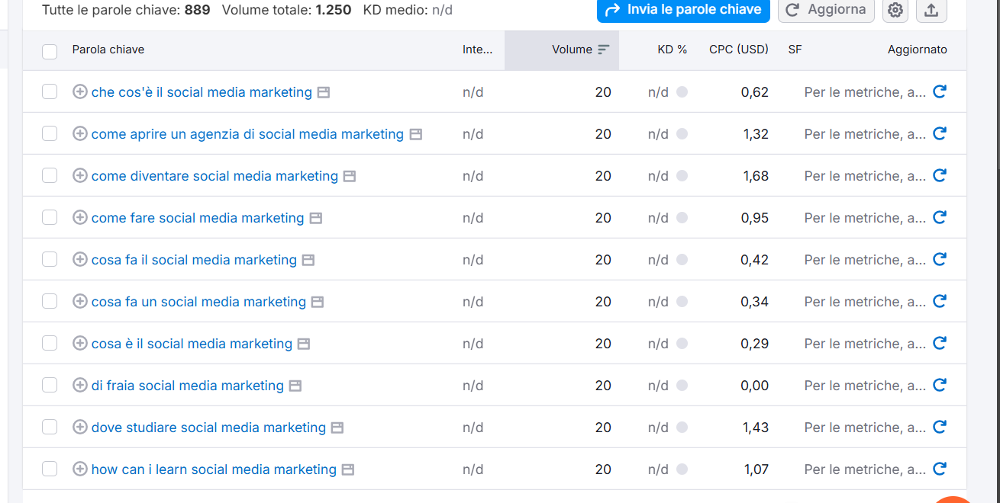 Tutte le parole chiave: 889 Volume totale: 1.250 KD medio: n/d Invia le parole chiave Aggiorna
Parola chiave Inte... Volume KD % CPC (USD) SF Aggiornato
che cos'è il social media marketing n/d 20 n/d 0,62 Per le metriche, a...
come aprire un agenzia di social media marketing n/d 20 n/d 1,32 Per le metriche, a...
come diventare social media marketing n/d 20 n/d 1,68 Per le metriche, a...
come fare social media marketing n/d 20 n/d 0,95 Per le metriche, a...
cosa fa il social media marketing n/d 20 n/d 0,42 Per le metriche, a...
cosa fa un social media marketing n/d 20 n/d 0,34 Per le metriche, a...
cosa è il social media marketing n/d 20 n/d 0,29 Per le metriche, a...
di fraia social media marketing n/d 20 n/d 0,00 Per le metriche, a...
dove studiare social media marketing n/d 20 n/d 1,43 Per le metriche, a...
how can i learn social media marketing n/d 20 n/d 1,07 Per le metriche, a...